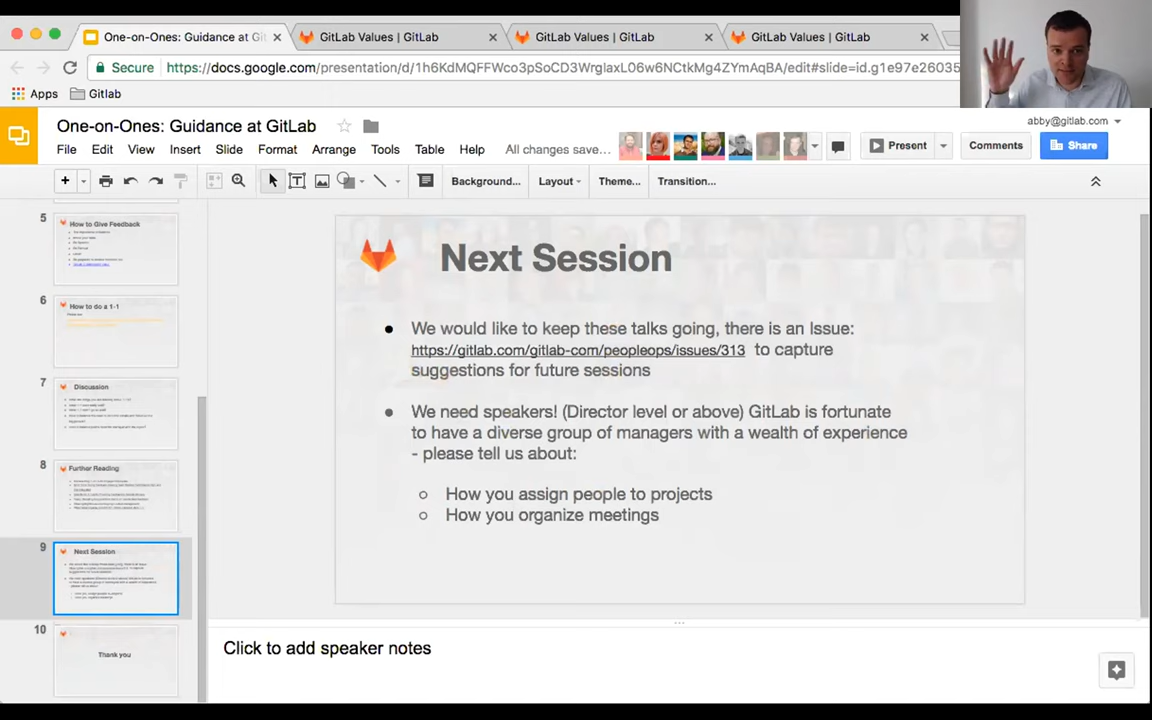 One-on-Ones: Guidance at Git
GitLab Values | GitLab
GitLab Values | GitLab
GitLab Values | GitLab
Secure
https://docs.google.com/presentation/d/1h6KdMQFFWco3pSoCD3WrglaxL06w6NCtkMg4ZYmAqBA/edit#slide=id.g1e97e26035
Apps
Gitlab
abby@gitlab.com
One-on-Ones: Guidance at GitLab
File Edit View Insert Slide Format Arrange Tools Table Help All changes save...
Present
Comments
Share
Background... Layout Theme... Transition...
5
How to Give Feedback
6
How to do a 1-1
7
Discussion
8
Further Reading
9
Next Session
10
Thank you
Next Session
We would like to keep these talks going, there is an Issue:
https://gitlab.com/gitlab-com/peopleops/issues/313 to capture
suggestions for future sessions
We need speakers! (Director level or above) GitLab is fortunate
to have a diverse group of managers with a wealth of experience
- please tell us about:
How you assign people to projects
How you organize meetings
Click to add speaker notes